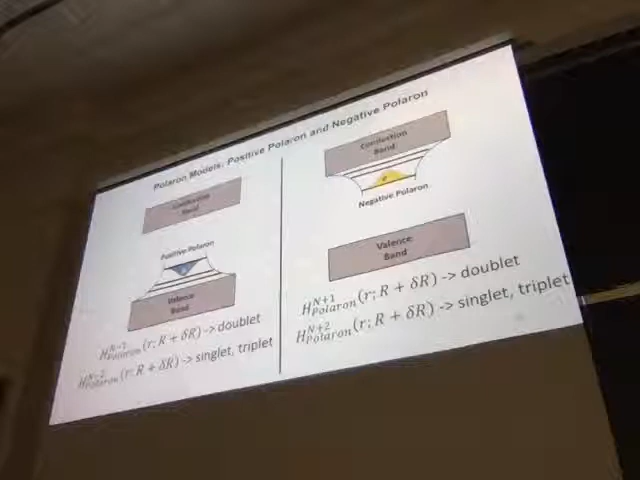 Polaron Models: Positive Polaron and Negative Polaron
Conduction
Band
Positive Polaron
Valence
Band
H^{N-1}_{Polaron}(r; R + δR) -> doublet
H^{N-2}_{Polaron}(r; R + δR) -> singlet, triplet
Conduction
Band
e
Negative Polaron
Valence
Band
H^{N+1}_{Polaron}(r; R + δR) -> doublet
H^{N+2}_{Polaron}(r; R + δR) -> singlet, triplet